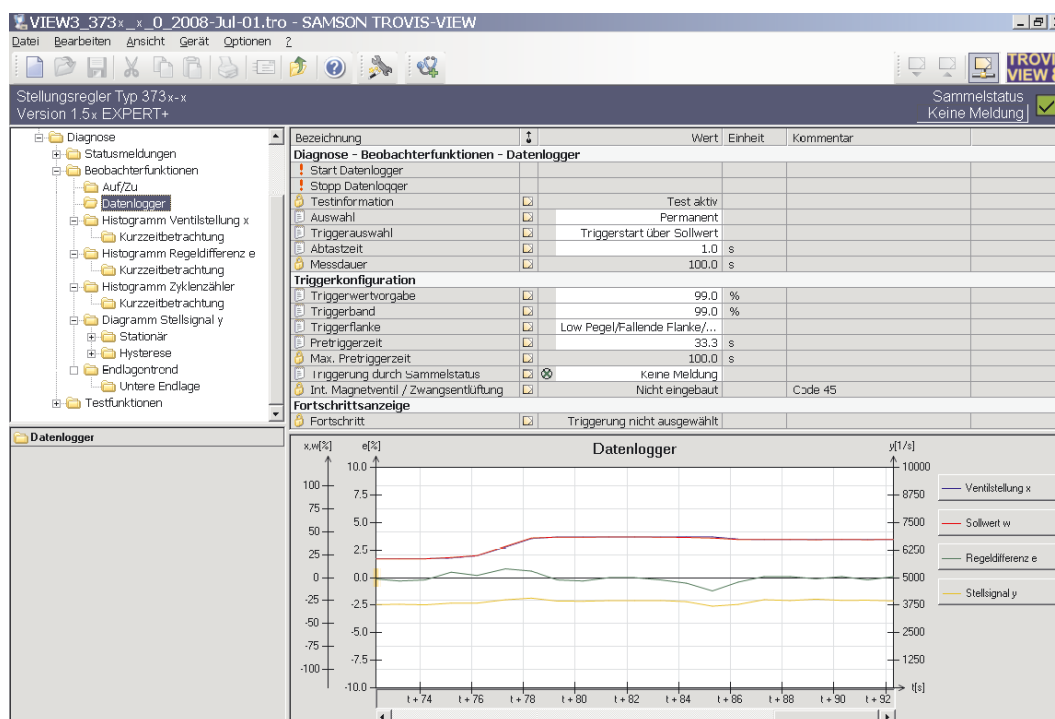 VIEW3_373x_x_0_2008-Jul-01.tro - SAMSON TROVIS-VIEW
Datei Bearbeiten Ansicht Gerät Optionen ?
TROVI
VIEW
Stellungsregler Typ 373x-x
Version 1.5x EXPERT+
Sammelstatus
Keine Meldung
Diagnose
Statusmeldungen
Beobachterfunktionen
Auf/Zu
Datenlogger
Histogramm Ventilstellung x
Kurzzeitbetrachtung
Histogramm Regeldifferenz e
Kurzzeitbetrachtung
Histogramm Zyklenzähler
Kurzzeitbetrachtung
Diagramm Stellsignal y
Stationär
Hysterese
Endlagentrend
Untere Endlage
Testfunktionen
Datenlogger
Bezeichnung Wert Einheit Kommentar
Diagnose - Beobachterfunktionen - Datenlogger
Start Datenlogger
Stopp Datenlogger
Testinformation Test aktiv
Auswahl Permanent
Triggerauswahl Triggerstart über Sollwert
Abtastzeit 1.0 s
Messdauer 100.0 s
Triggerkonfiguration
Triggerwertvorgabe 99.0 %
Triggerband 99.0 %
Triggerflanke Low Pegel/Fallende Flanke/...
Pretriggerzeit 33.3 s
Max. Pretriggerzeit 100.0 s
Triggerung durch Sammelstatus Keine Meldung
Int. Magnetventil / Zwangsentlüftung Nicht eingebaut Code 45
Fortschrittsanzeige
Fortschritt Triggerung nicht ausgewählt
x,w[%] e[%] Datenlogger y[1/s]
10.0 10000
100 7.5 8750
75
50 5.0 7500
25 2.5 6250
0 0.0 5000
-25 -2.5 3750
-50 -5.0 2500
-75 -7.5 1250
-100
-10.0 t[s]
t + 74 t + 76 t + 78 t + 80 t + 82 t + 84 t + 86 t + 88 t + 90 t + 92
Ventilstellung x
Sollwert w
Regeldifferenz e
Stellsignal y